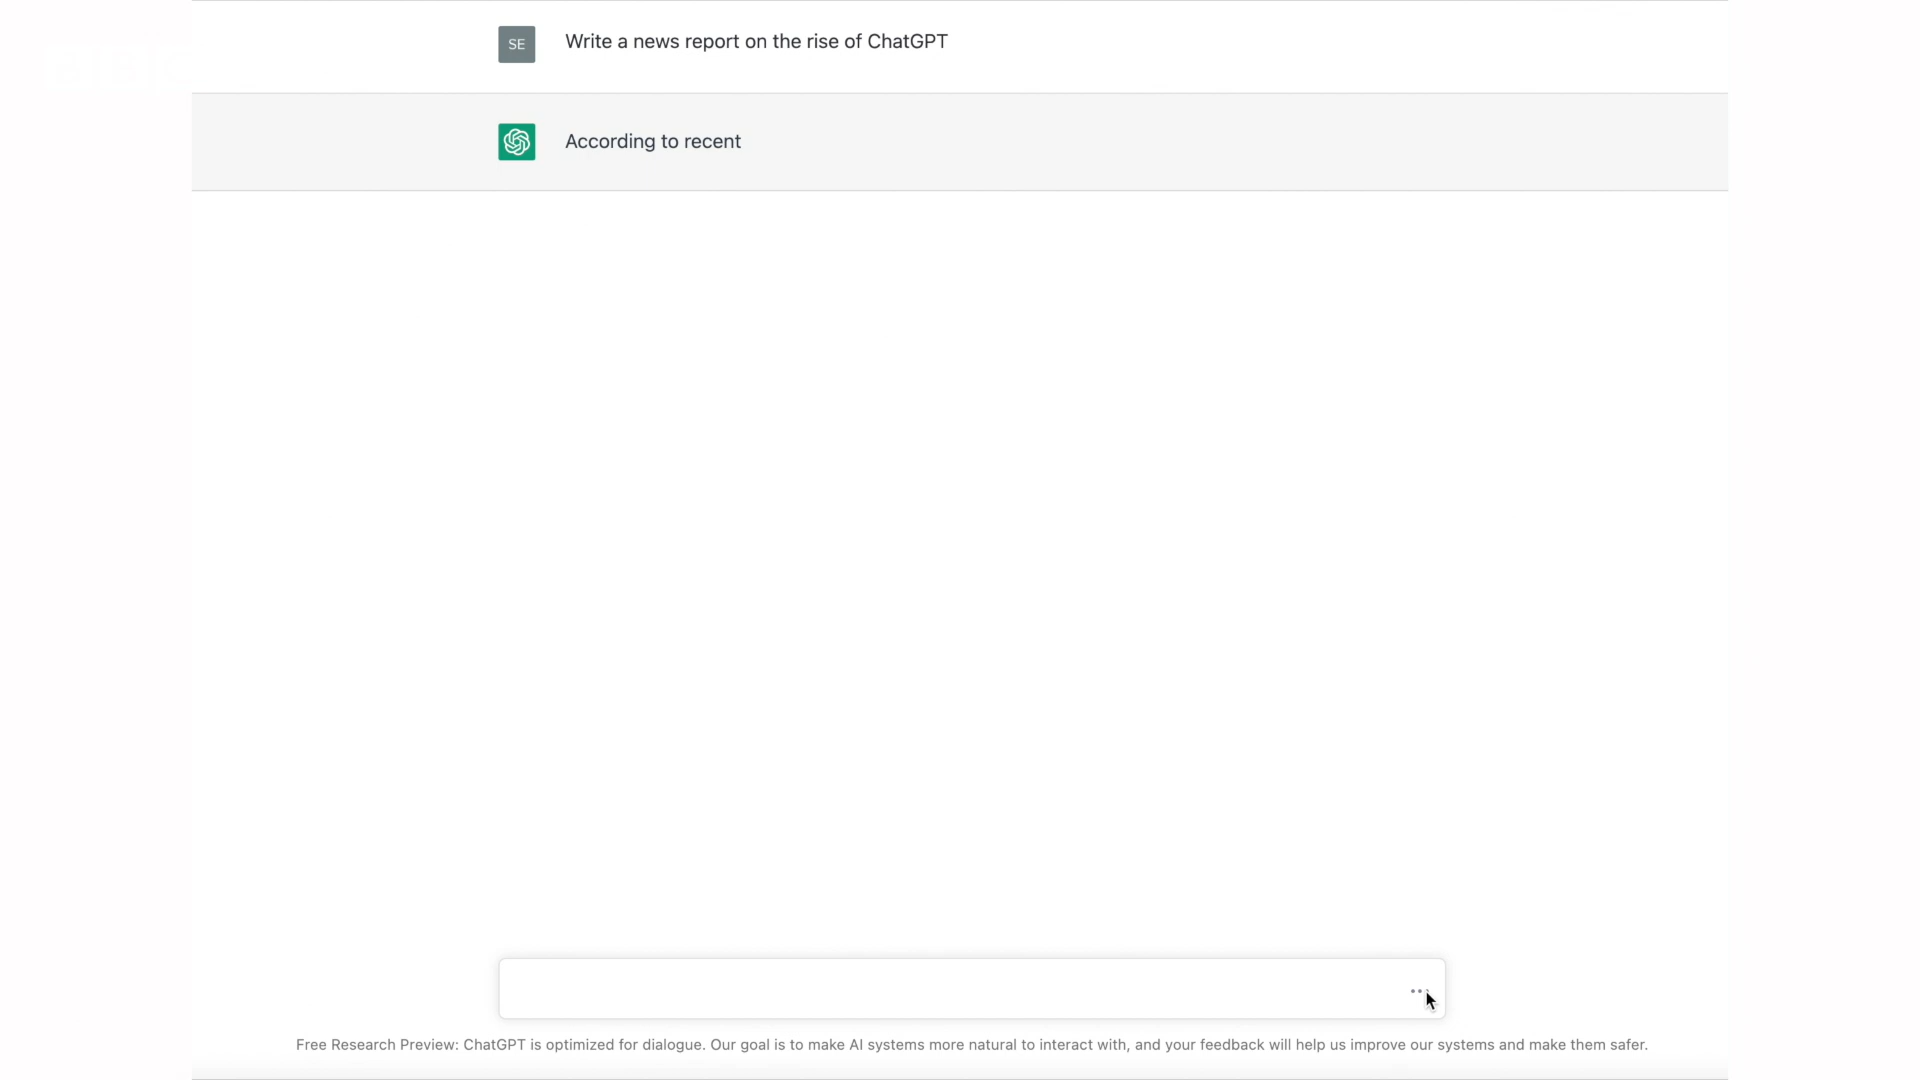 SE
Write a news report on the rise of ChatGPT
According to recent
Free Research Preview: ChatGPT is optimized for dialogue. Our goal is to make AI systems more natural to interact with, and your feedback will help us improve our systems and make them safer.